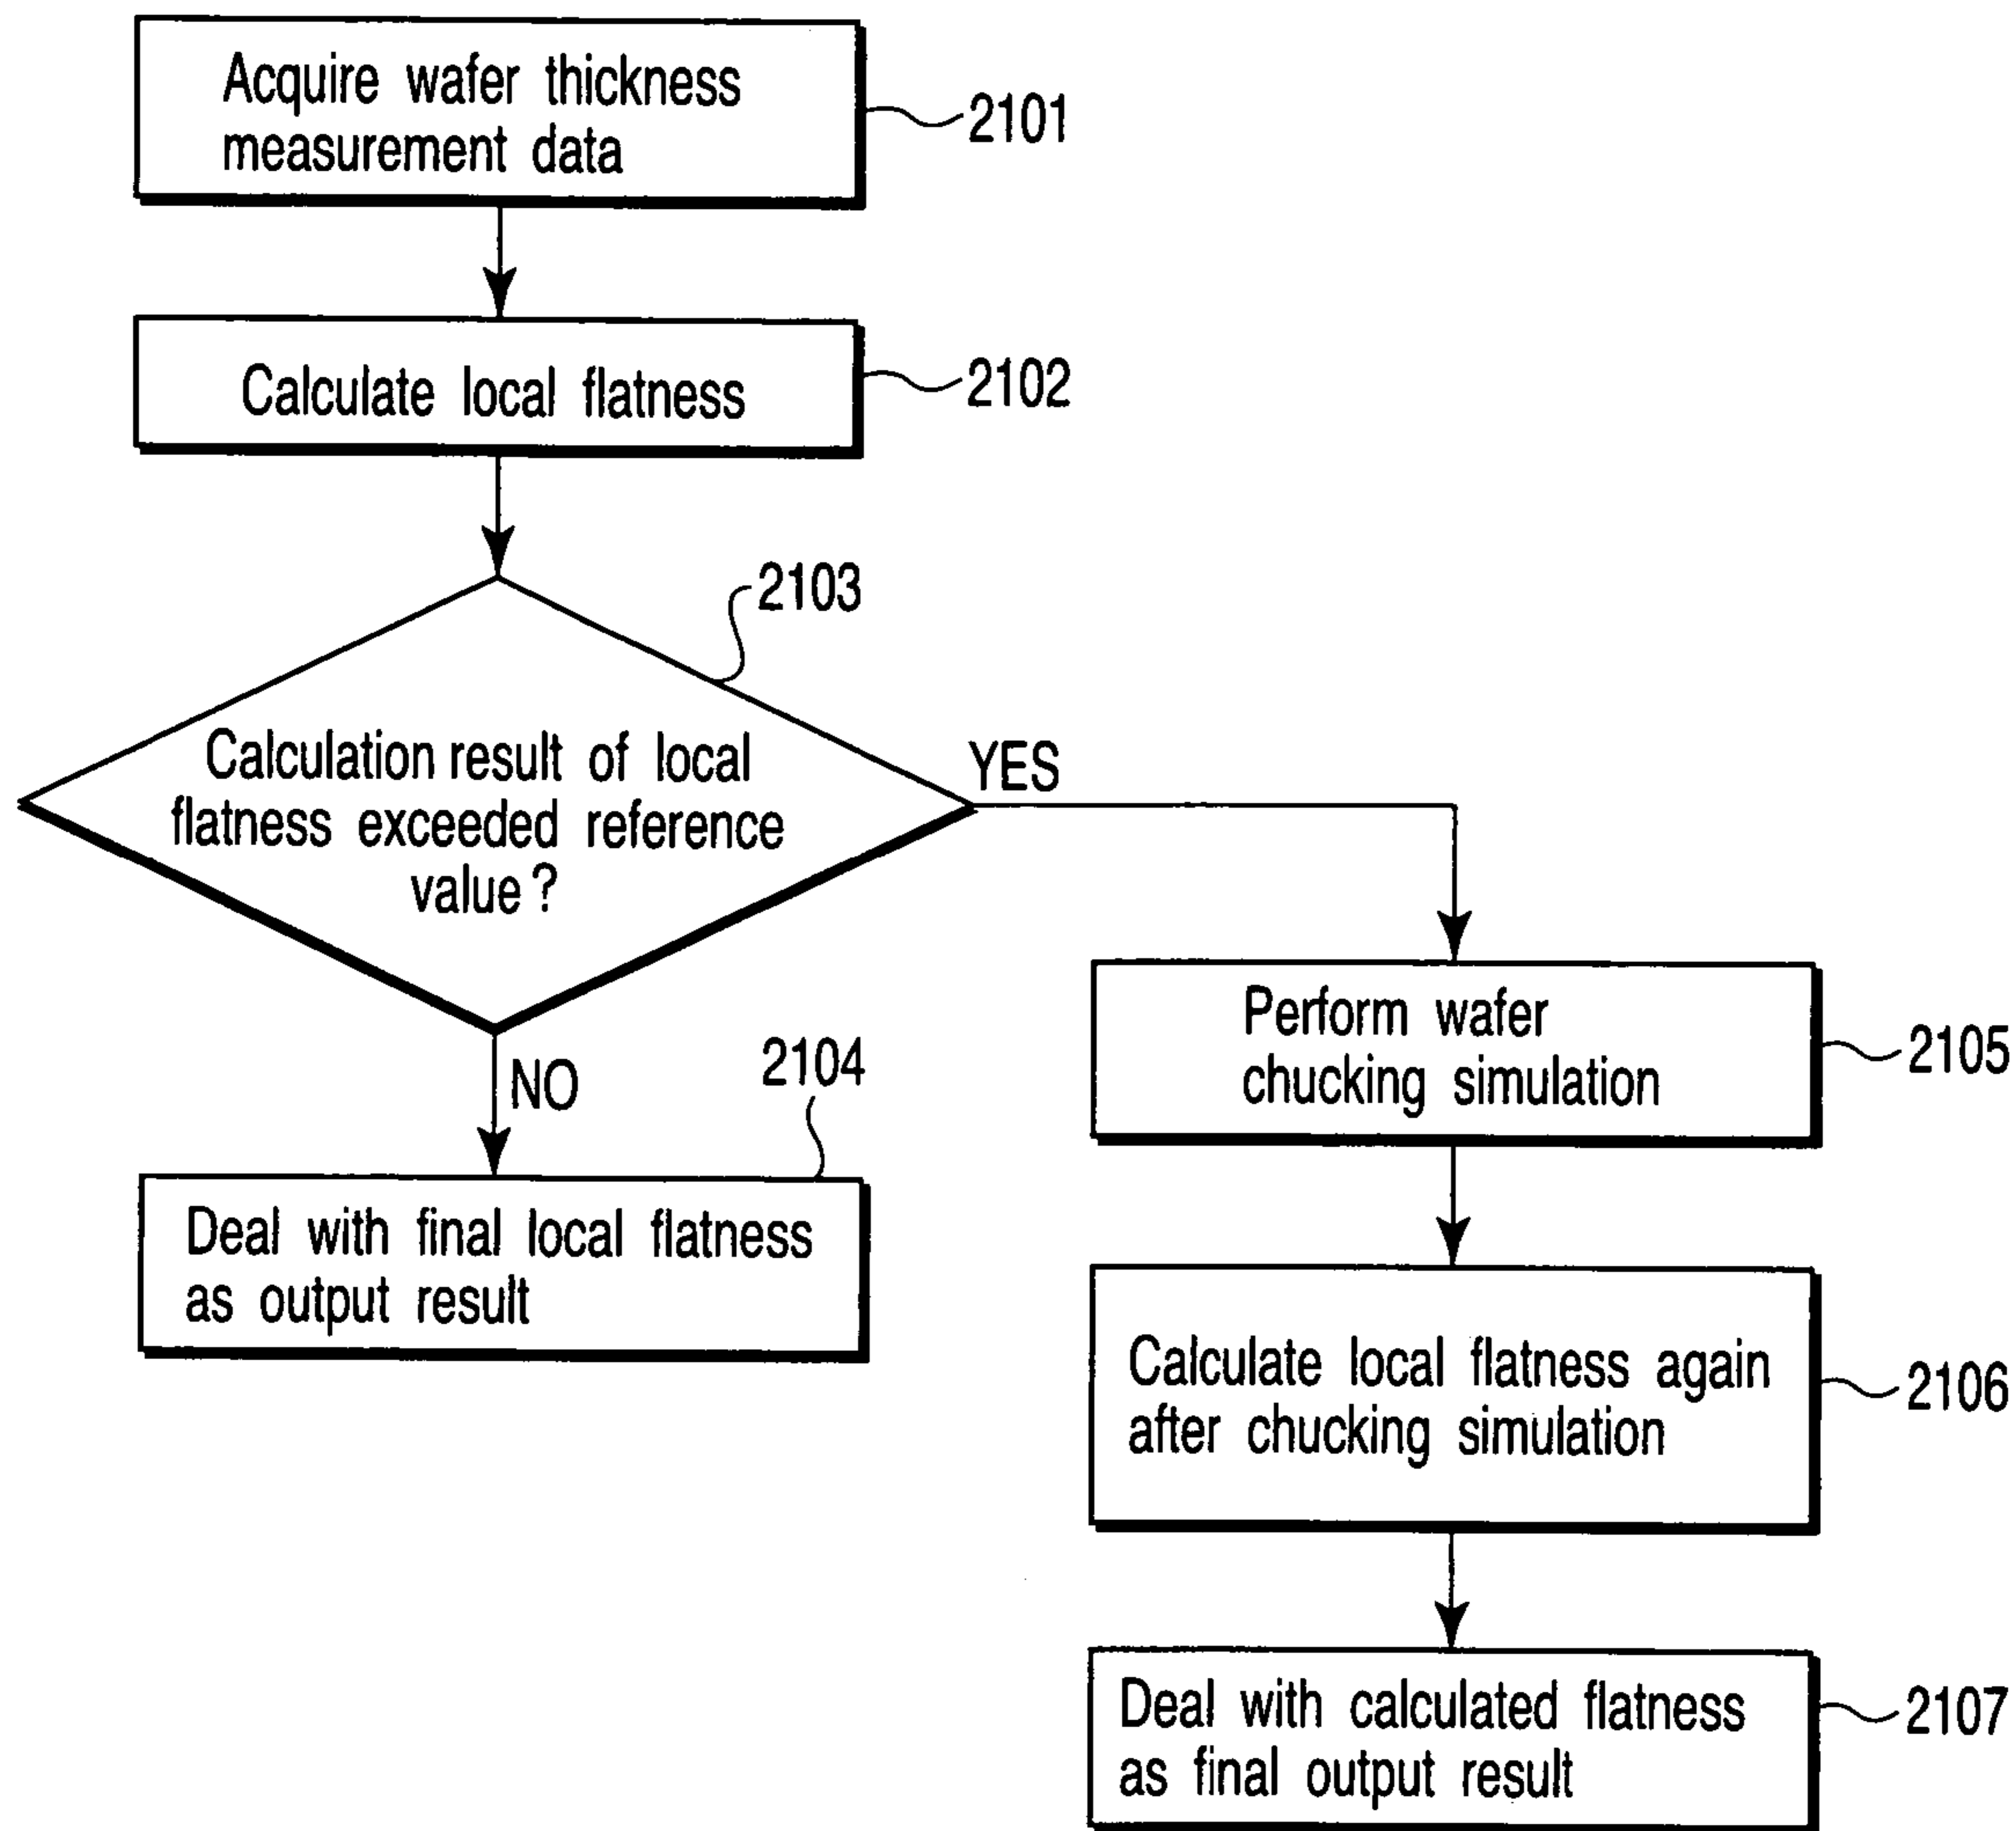 Acquire wafer thickness
measurement data
2101
Calculate local flatness
2102
2103
Calculation result of local
flatness exceeded reference
value?
YES
NO
2104
Deal with final local flatness
as output result
Perform wafer
chucking simulation
2105
Calculate local flatness again
after chucking simulation
2106
Deal with calculated flatness
as final output result
2107